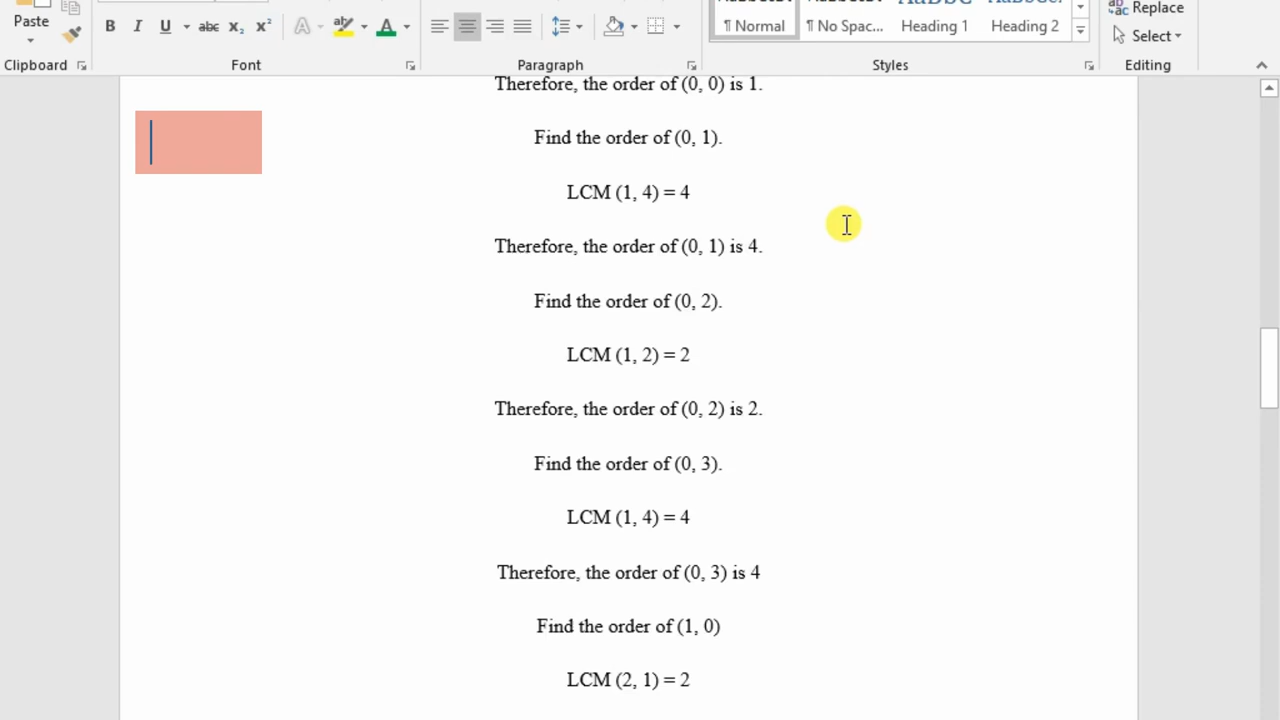 Paste
Replace
Select
B I U abc x₂ x² A ab A
¶ Normal ¶ No Spac... Heading 1 Heading 2
Clipboard Font Paragraph Styles Editing
Therefore, the order of (0, 0) is 1.
Find the order of (0, 1).
LCM (1, 4) = 4
Therefore, the order of (0, 1) is 4.
Find the order of (0, 2).
LCM (1, 2) = 2
Therefore, the order of (0, 2) is 2.
Find the order of (0, 3).
LCM (1, 4) = 4
Therefore, the order of (0, 3) is 4
Find the order of (1, 0)
LCM (2, 1) = 2